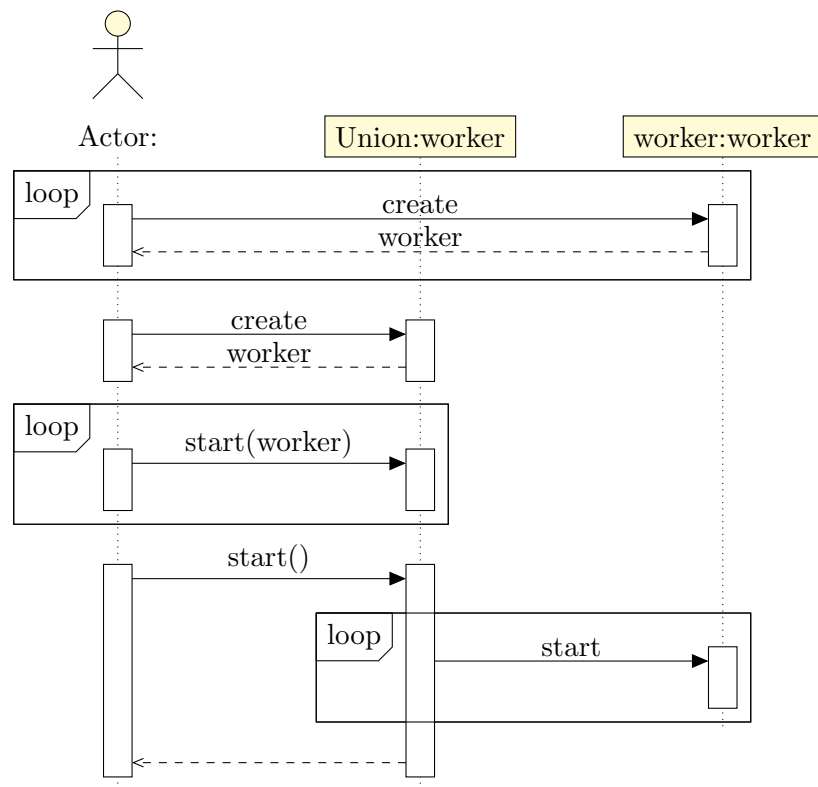 Actor:
Union:worker
worker:worker
loop
create
worker
create
worker
loop
start(worker)
start()
loop
start